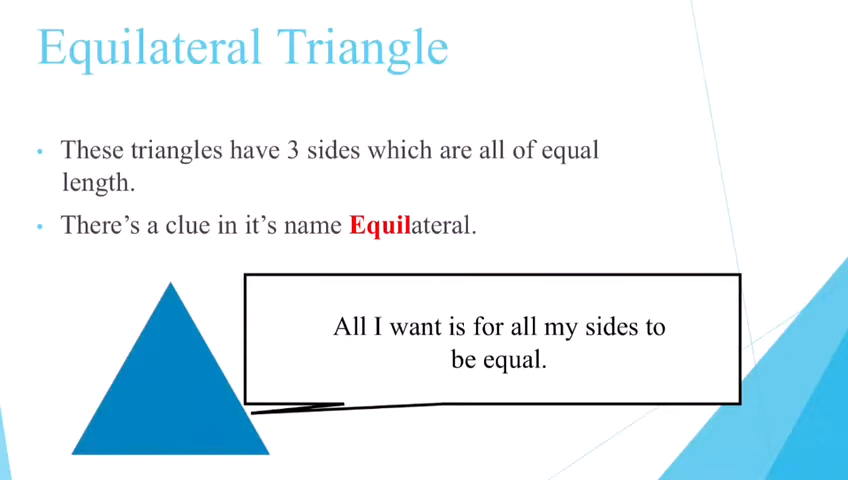 Equilateral Triangle
• These triangles have 3 sides which are all of equal
length.
• There’s a clue in it’s name Equilateral.
All I want is for all my sides to
be equal.